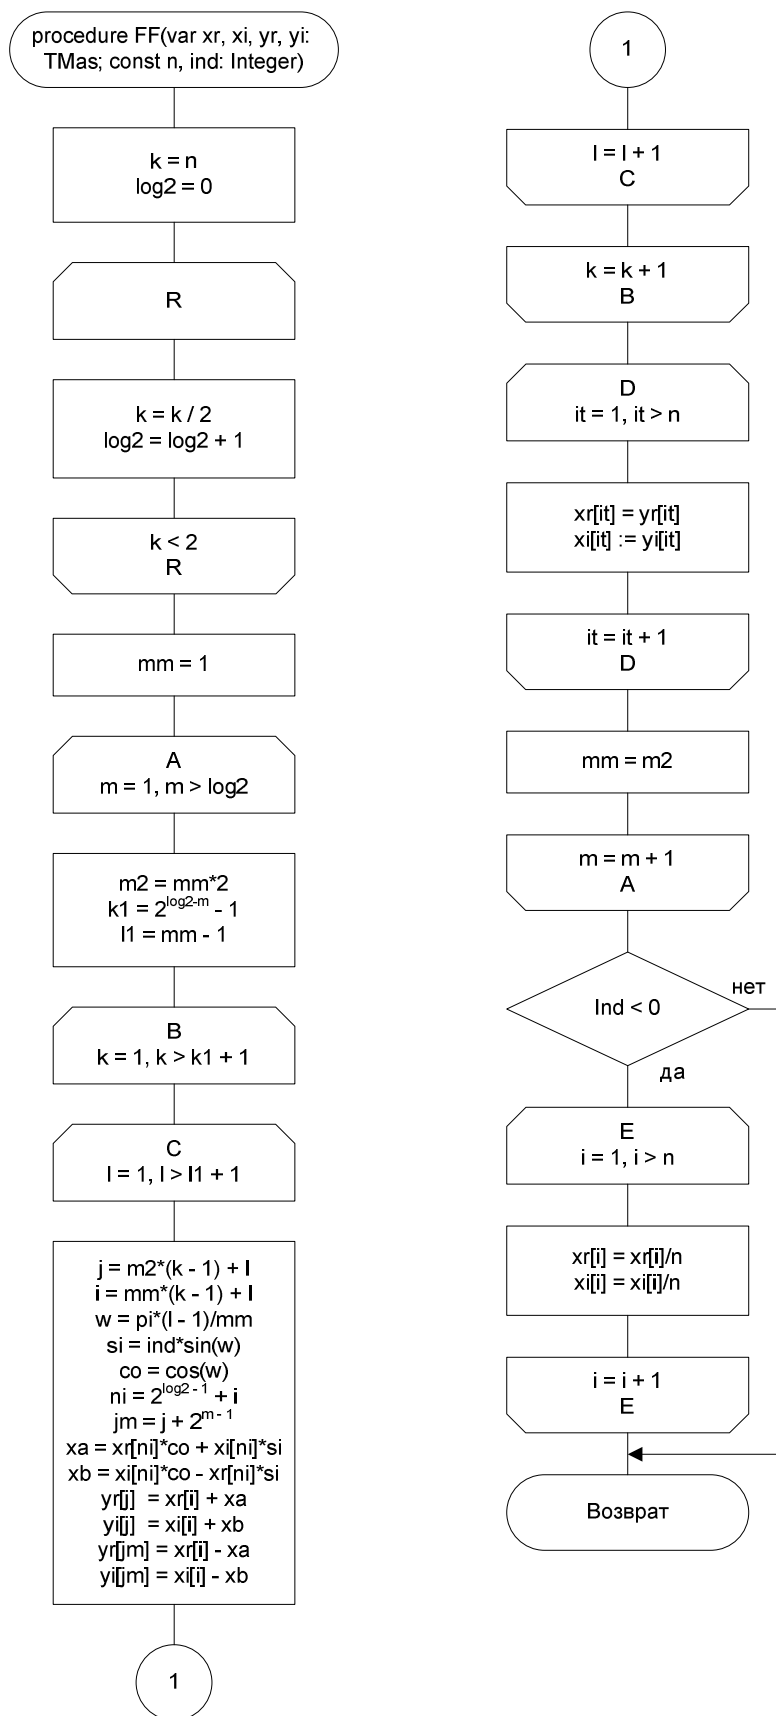 procedure FF(var xr, xi, yr, yi:
TMas; const n, ind: Integer)
k = n
log2 = 0
R
k = k / 2
log2 = log2 + 1
k < 2
R
mm = 1
A
m = 1, m > log2
m2 = mm*2
k1 = 2^log2-m - 1
l1 = mm - 1
B
k = 1, k > k1 + 1
C
l = 1, l > l1 + 1
j = m2*(k - 1) + l
i = mm*(k - 1) + l
w = pi*(l - 1)/mm
si = ind*sin(w)
co = cos(w)
ni = 2^log2 - 1 + i
jm = j + 2^m - 1
xa = xr[ni]*co + xi[ni]*si
xb = xi[ni]*co - xr[ni]*si
yr[j] = xr[i] + xa
yi[j] = xi[i] + xb
yr[jm] = xr[i] - xa
yi[jm] = xi[i] - xb
1
1
l = l + 1
C
k = k + 1
B
D
it = 1, it > n
xr[it] = yr[it]
xi[it] := yi[it]
it = it + 1
D
mm = m2
m = m + 1
A
Ind < 0
нет
да
E
i = 1, i > n
xr[i] = xr[i]/n
xi[i] = xi[i]/n
i = i + 1
E
Возврат